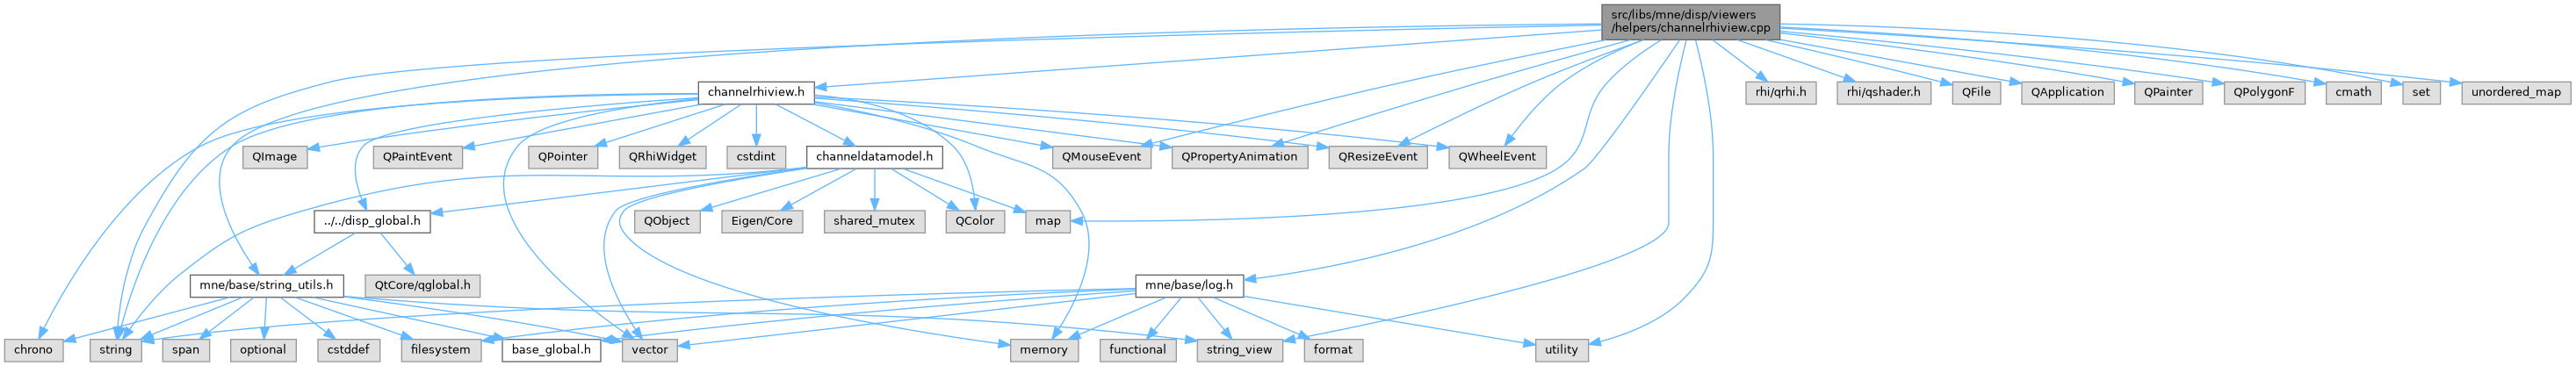 src/libs/mne/disp/viewers
/helpers/channelrhiview.cpp
channelrhiview.h
rhi/qrhi.h
rhi/qshader.h
QFile
QApplication
QPainter
QPolygonF
cmath
set
unordered_map
QImage
QPaintEvent
QPointer
QRhiWidget
cstdint
channeldatamodel.h
QMouseEvent
QPropertyAnimation
QResizeEvent
QWheelEvent
../../disp_global.h
QObject
Eigen/Core
shared_mutex
QColor
map
mne/base/string_utils.h
QtCore/qglobal.h
mne/base/log.h
chrono
string
span
optional
cstddef
filesystem
base_global.h
vector
memory
functional
string_view
format
utility